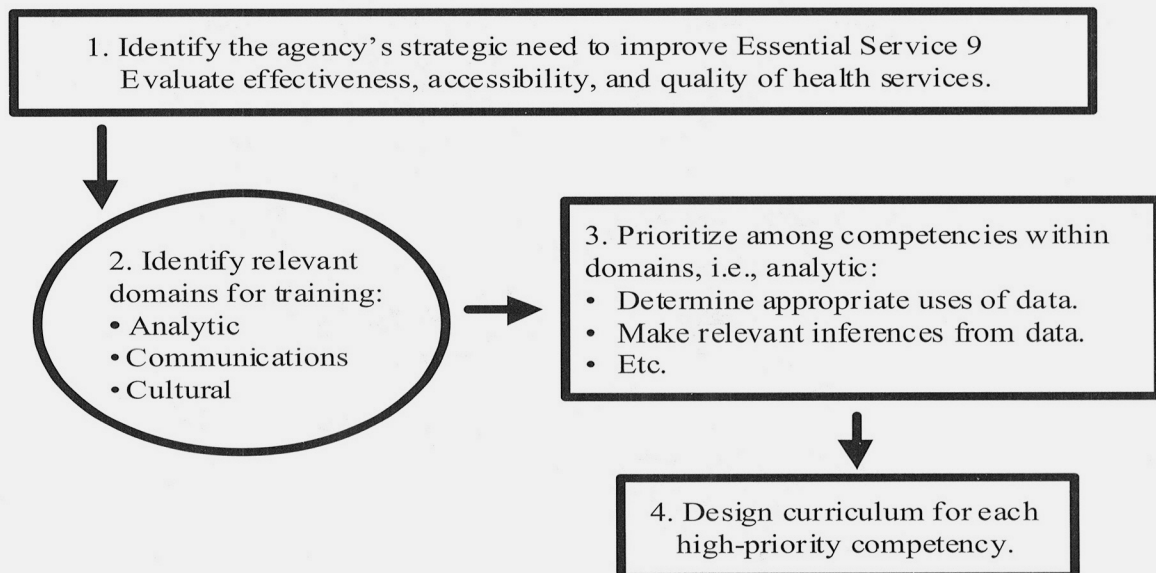 1. Identify the agency’s strategic need to improve Essential Service 9
Evaluate effectiveness, accessibility, and quality of health services.
2. Identify relevant
domains for training:
• Analytic
• Communications
• Cultural
3. Prioritize among competencies within
domains, i.e., analytic:
• Determine appropriate uses of data.
• Make relevant inferences from data.
• Etc.
4. Design curriculum for each
high-priority competency.